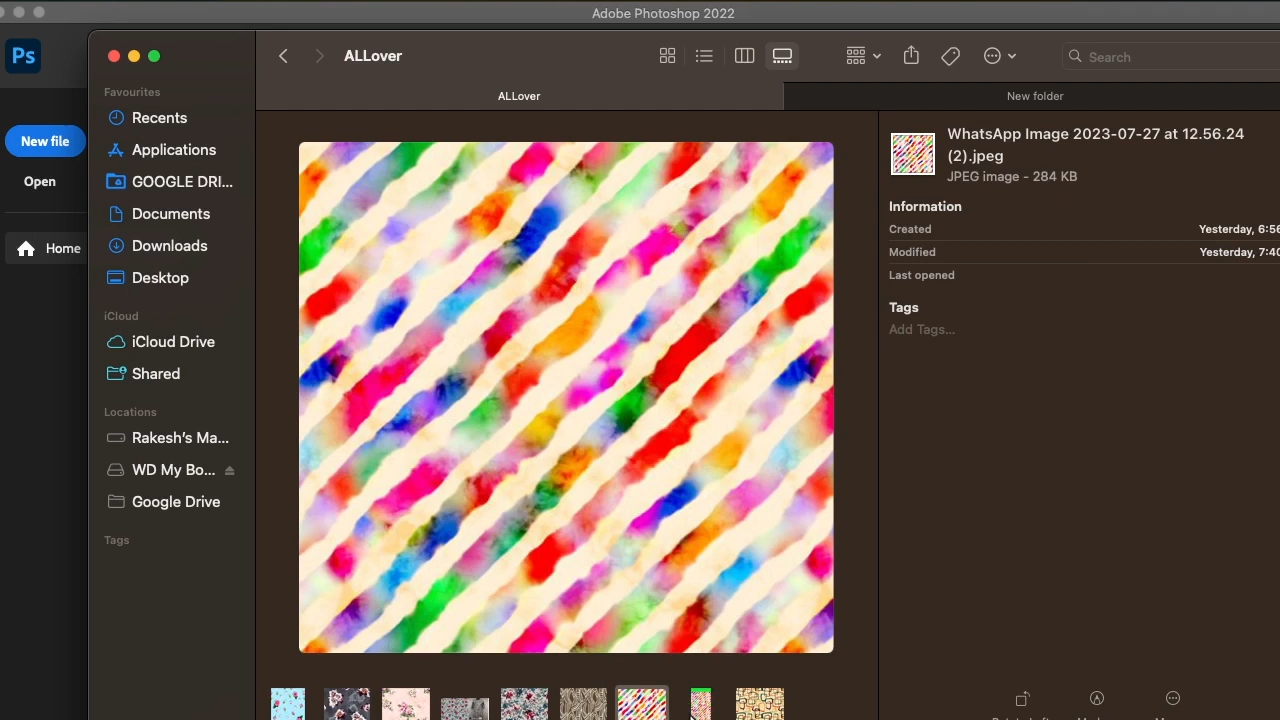 Adobe Photoshop 2022
Ps
New file
Open
Home
Favourites
Recents
Applications
GOOGLE DRI...
Documents
Downloads
Desktop
iCloud
iCloud Drive
Shared
Locations
Rakesh's Ma...
WD My Bo...
Google Drive
Tags
ALLover
Search
ALLover
New folder
WhatsApp Image 2023-07-27 at 12.56.24
(2).jpeg
JPEG image - 284 KB
Information
Created Yesterday, 6:56
Modified Yesterday, 7:40
Last opened
Tags
Add Tags...